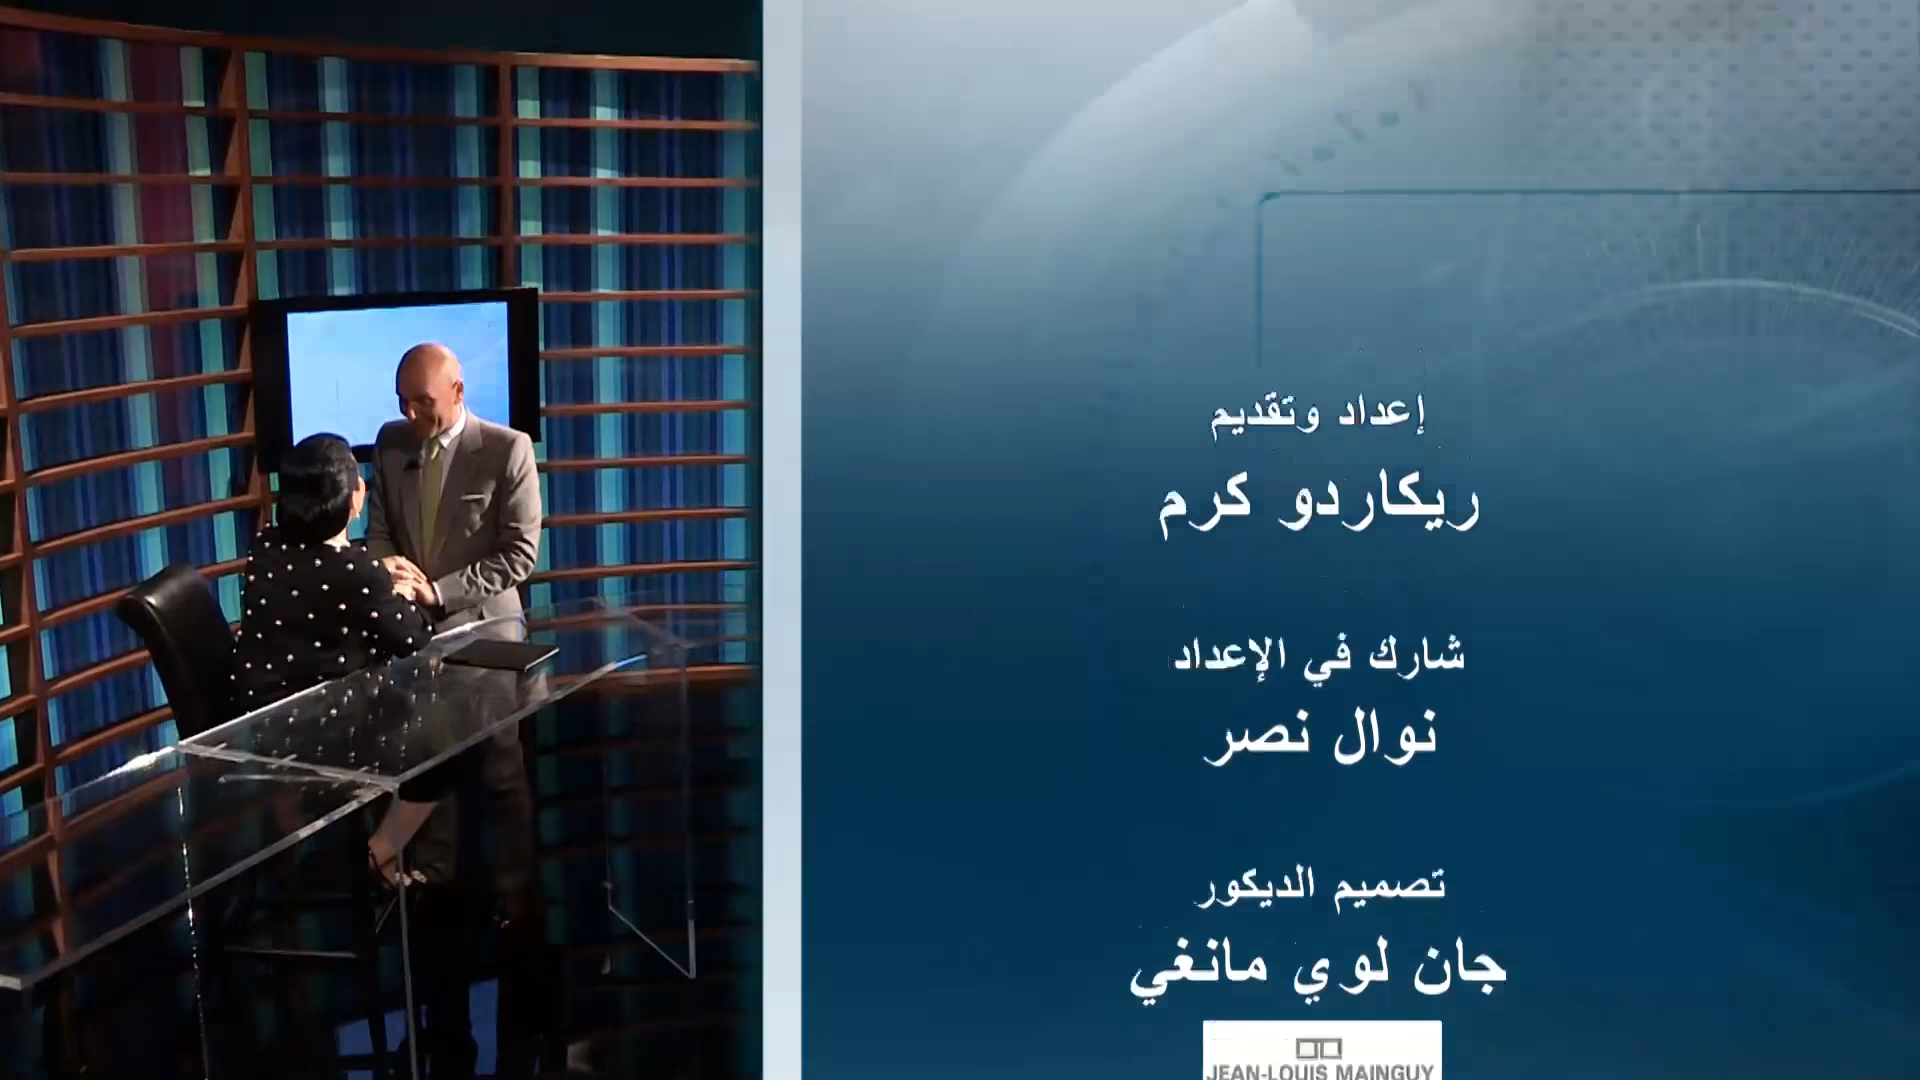 إعداد وتقديم
ريكاردو كرم
شارك في الإعداد
نوال نصر
تصميم الديكور
جان لوي مانغي
JEAN-LOUIS MAINGUY